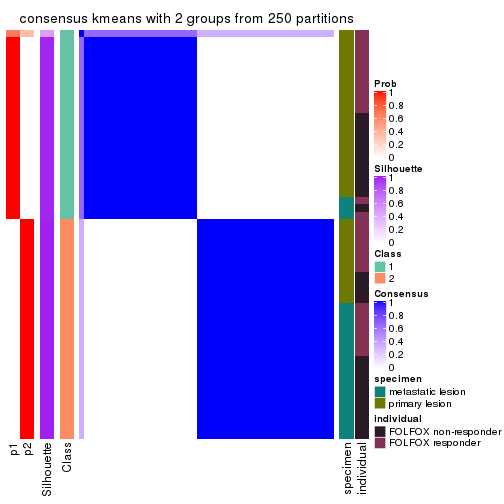 consensus kmeans with 2 groups from 250 partitions
Prob
1
0.8
0.6
0.4
0.2
0
Silhouette
1
0.8
0.6
0.4
0.2
0
Class
1
2
Consensus
1
0.8
0.6
0.4
0.2
0
specimen
metastatic lesion
primary lesion
individual
FOLFOX non-responder
FOLFOX responder
p1
p2
Silhouette
Class
specimen
individual